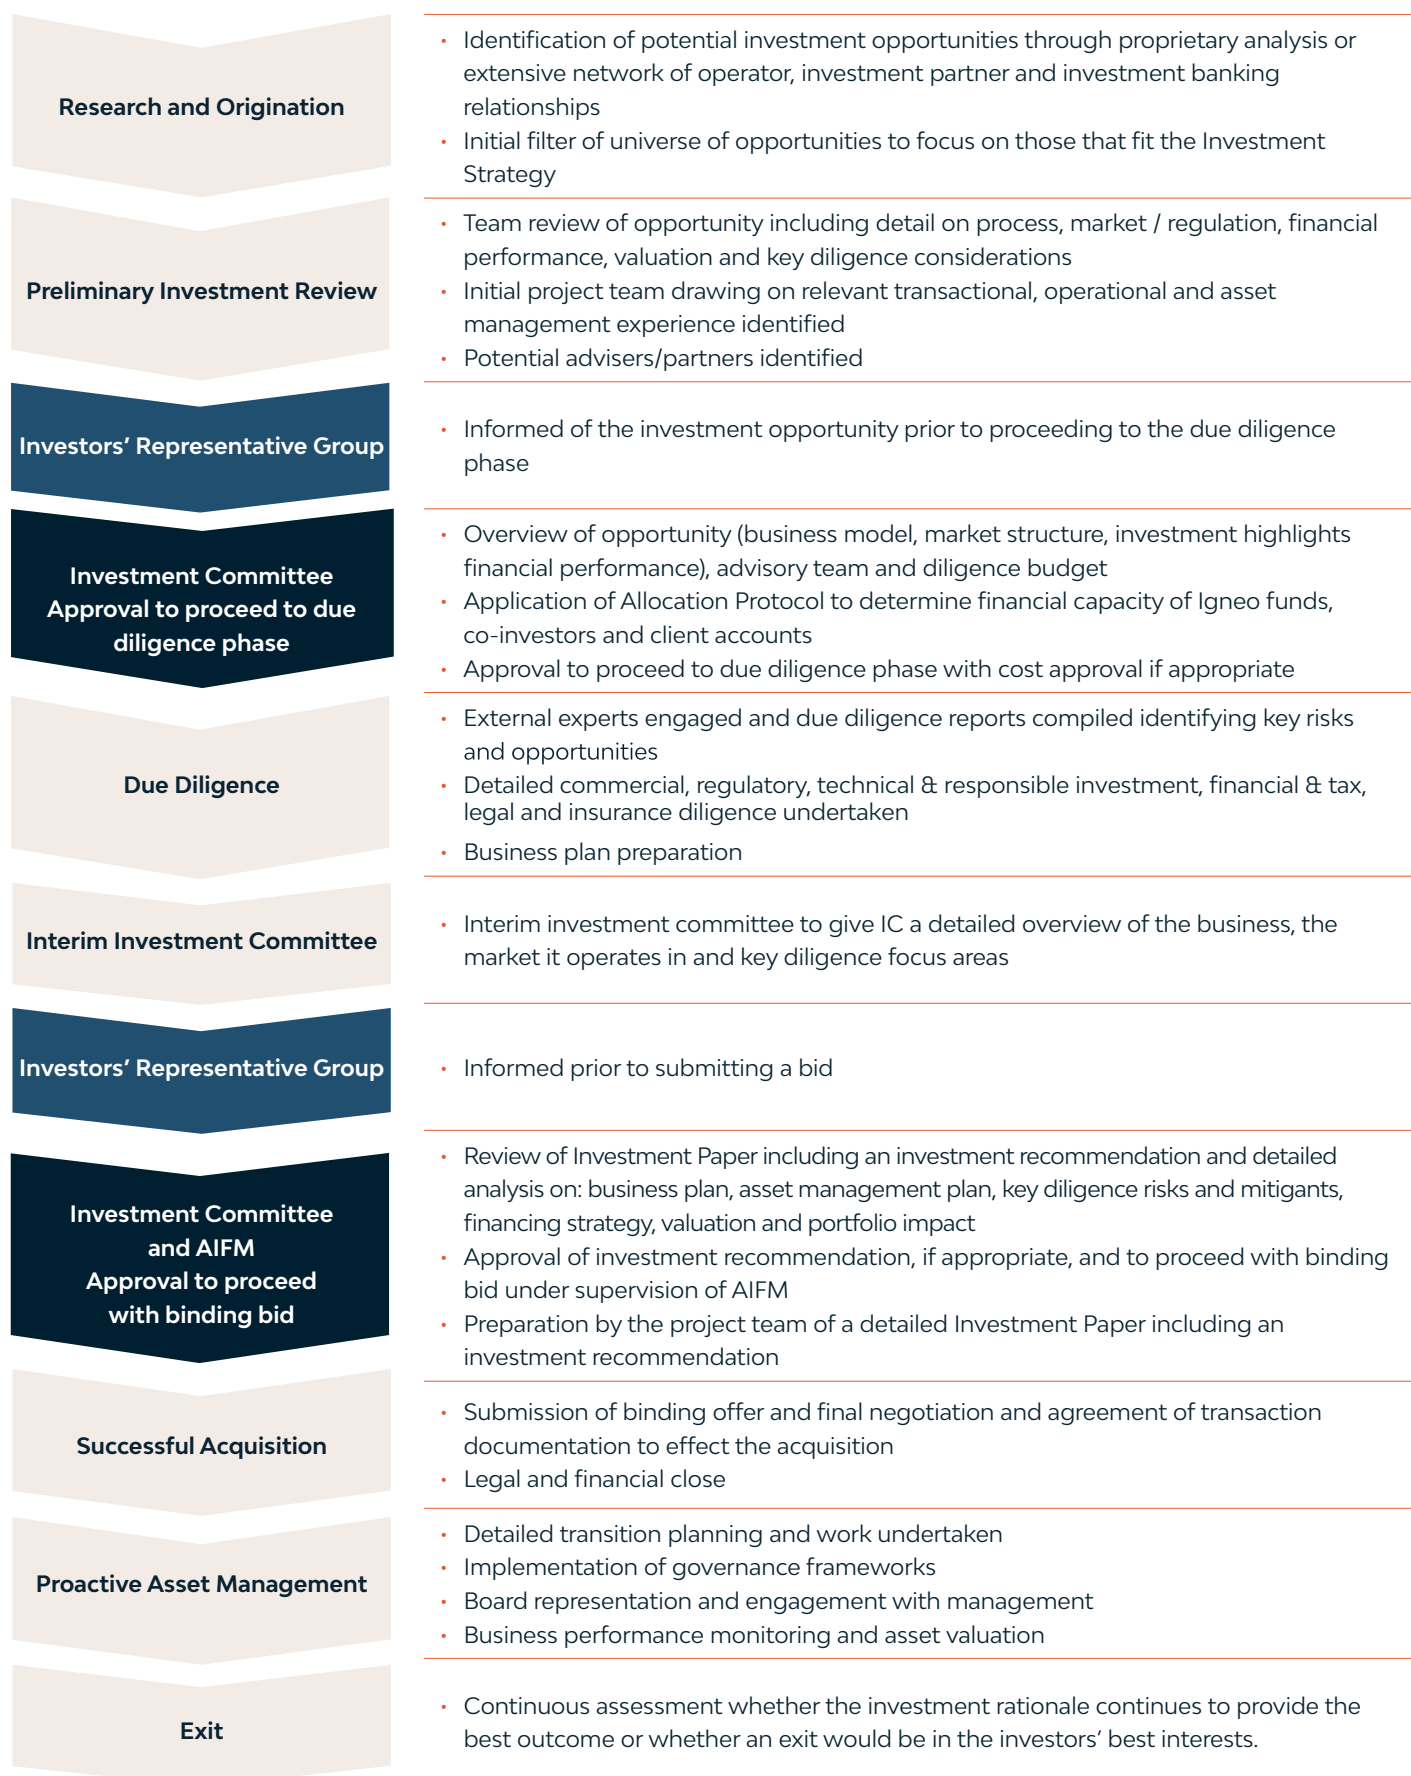 Research and Origination
• Identification of potential investment opportunities through proprietary analysis or
extensive network of operator, investment partner and investment banking
relationships
• Initial filter of universe of opportunities to focus on those that fit the Investment
Strategy
Preliminary Investment Review
• Team review of opportunity including detail on process, market / regulation, financial
performance, valuation and key diligence considerations
• Initial project team drawing on relevant transactional, operational and asset
management experience identified
• Potential advisers/partners identified
Investors’ Representative Group
• Informed of the investment opportunity prior to proceeding to the due diligence
phase
Investment Committee
Approval to proceed to due
diligence phase
• Overview of opportunity (business model, market structure, investment highlights
financial performance), advisory team and diligence budget
• Application of Allocation Protocol to determine financial capacity of Igneo funds,
co-investors and client accounts
• Approval to proceed to due diligence phase with cost approval if appropriate
Due Diligence
• External experts engaged and due diligence reports compiled identifying key risks
and opportunities
• Detailed commercial, regulatory, technical & responsible investment, financial & tax,
legal and insurance diligence undertaken
• Business plan preparation
Interim Investment Committee
• Interim investment committee to give IC a detailed overview of the business, the
market it operates in and key diligence focus areas
Investors’ Representative Group
• Informed prior to submitting a bid
Investment Committee
and AIFM
Approval to proceed
with binding bid
• Review of Investment Paper including an investment recommendation and detailed
analysis on: business plan, asset management plan, key diligence risks and mitigants,
financing strategy, valuation and portfolio impact
• Approval of investment recommendation, if appropriate, and to proceed with binding
bid under supervision of AIFM
• Preparation by the project team of a detailed Investment Paper including an
investment recommendation
Successful Acquisition
• Submission of binding offer and final negotiation and agreement of transaction
documentation to effect the acquisition
• Legal and financial close
Proactive Asset Management
• Detailed transition planning and work undertaken
• Implementation of governance frameworks
• Board representation and engagement with management
• Business performance monitoring and asset valuation
Exit
• Continuous assessment whether the investment rationale continues to provide the
best outcome or whether an exit would be in the investors’ best interests.